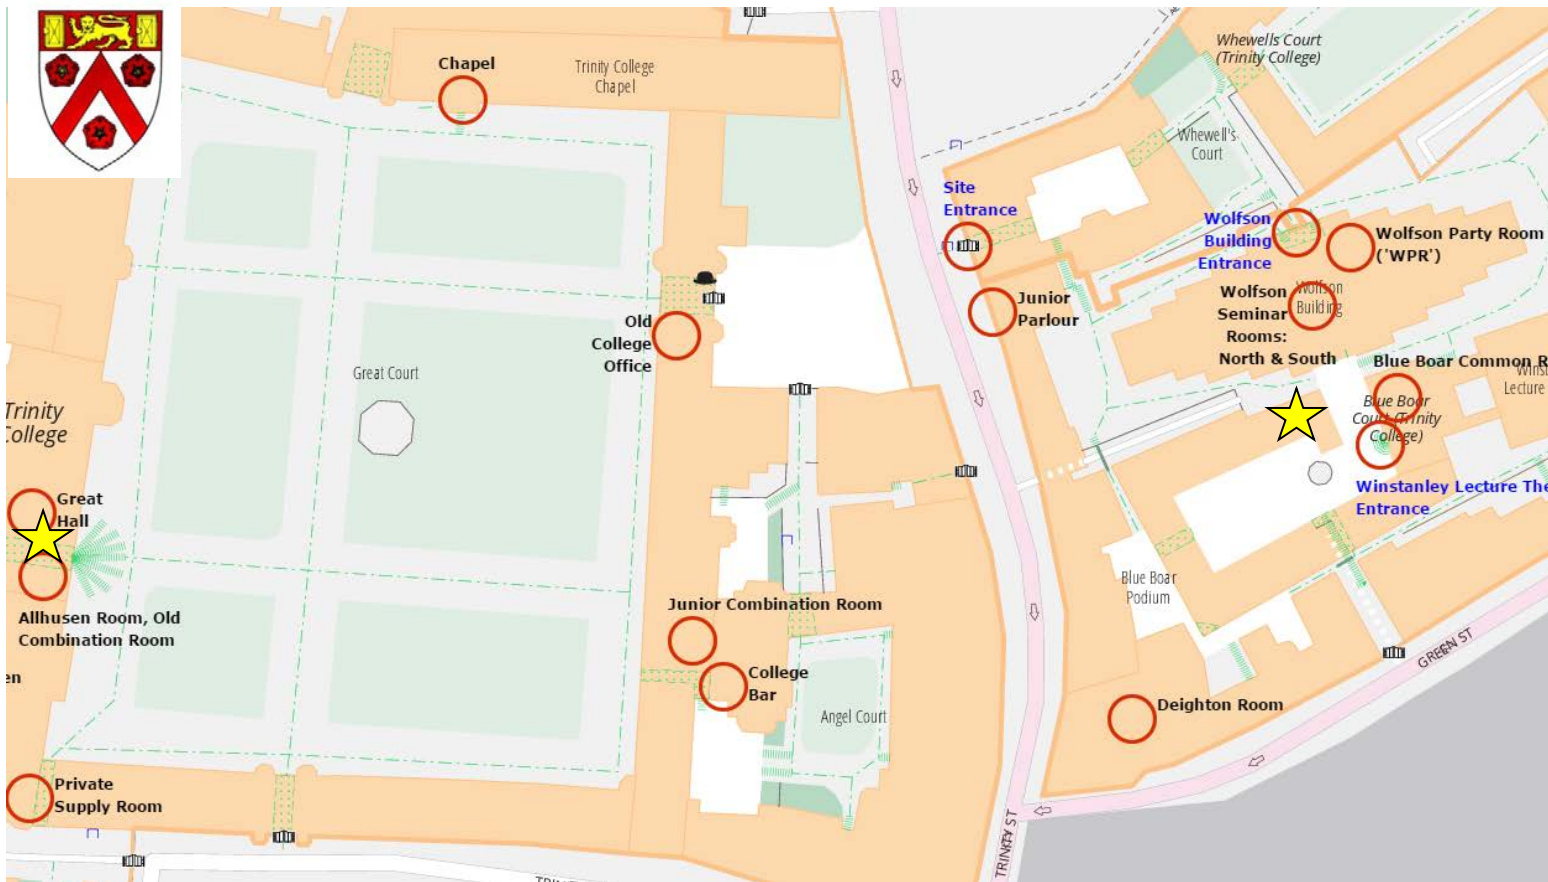 Chapel
Trinity College
Chapel
Whewells Court
(Trinity College)
Whewell's
Court
Site
Entrance
Wolfson
Building
Entrance
Wolfson Party Room
('WPR')
Wolfson
Building
Wolfson
Seminar
Rooms:
North & South
Junior
Parlour
Old
College
Office
Great Court
Trinity
College
Blue Boar Common R
Lecture
Blue Boar
Court (Trinity
College)
Winstanley Lecture The
Entrance
Great
Hall
Allhusen Room, Old
Combination Room
en
Junior Combination Room
College
Bar
Angel Court
Blue Boar
Podium
Deighton Room
GREEN ST
Private
Supply Room
TRINITY ST